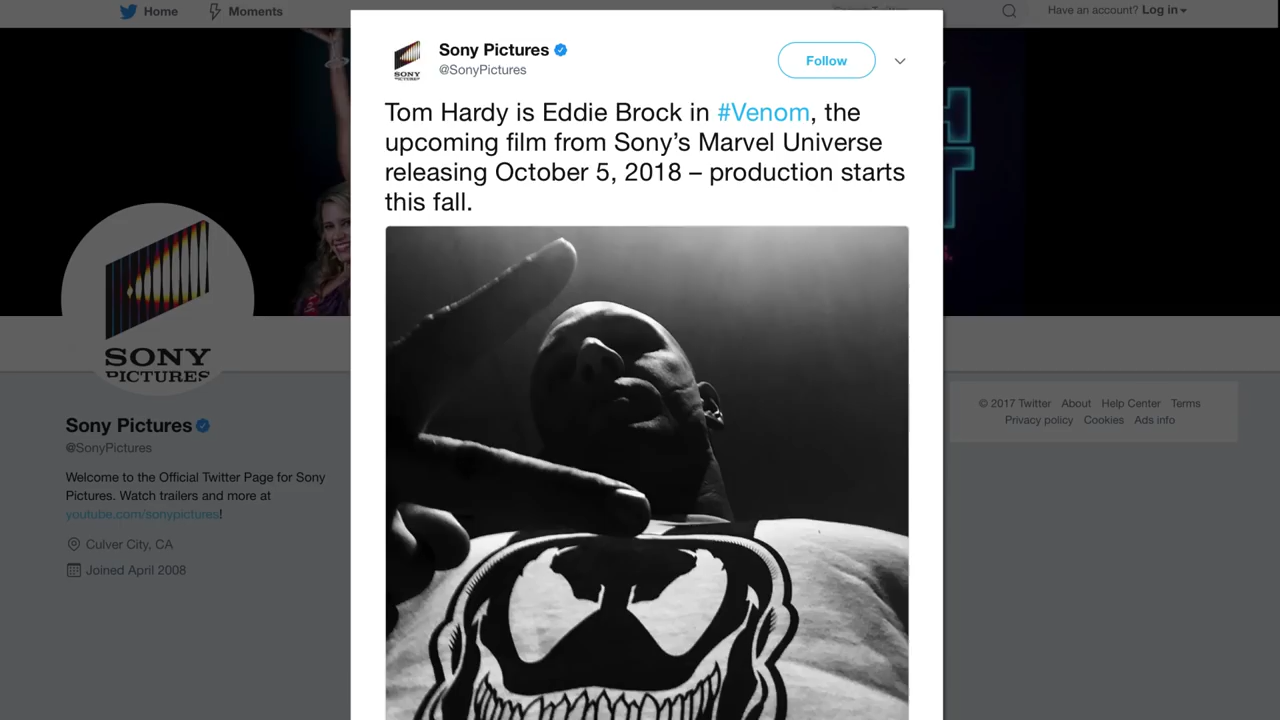 Home
Moments
Have an account? Log in
Sony Pictures
@SonyPictures
Follow
Tom Hardy is Eddie Brock in #Venom, the
upcoming film from Sony’s Marvel Universe
releasing October 5, 2018 – production starts
this fall.
SONY
PICTURES
SONY
PICTURES
Sony Pictures
@SonyPictures
Welcome to the Official Twitter Page for Sony
Pictures. Watch trailers and more at
youtube.com/sonypictures!
Culver City, CA
Joined April 2008
© 2017 Twitter About Help Center Terms
Privacy policy Cookies Ads info